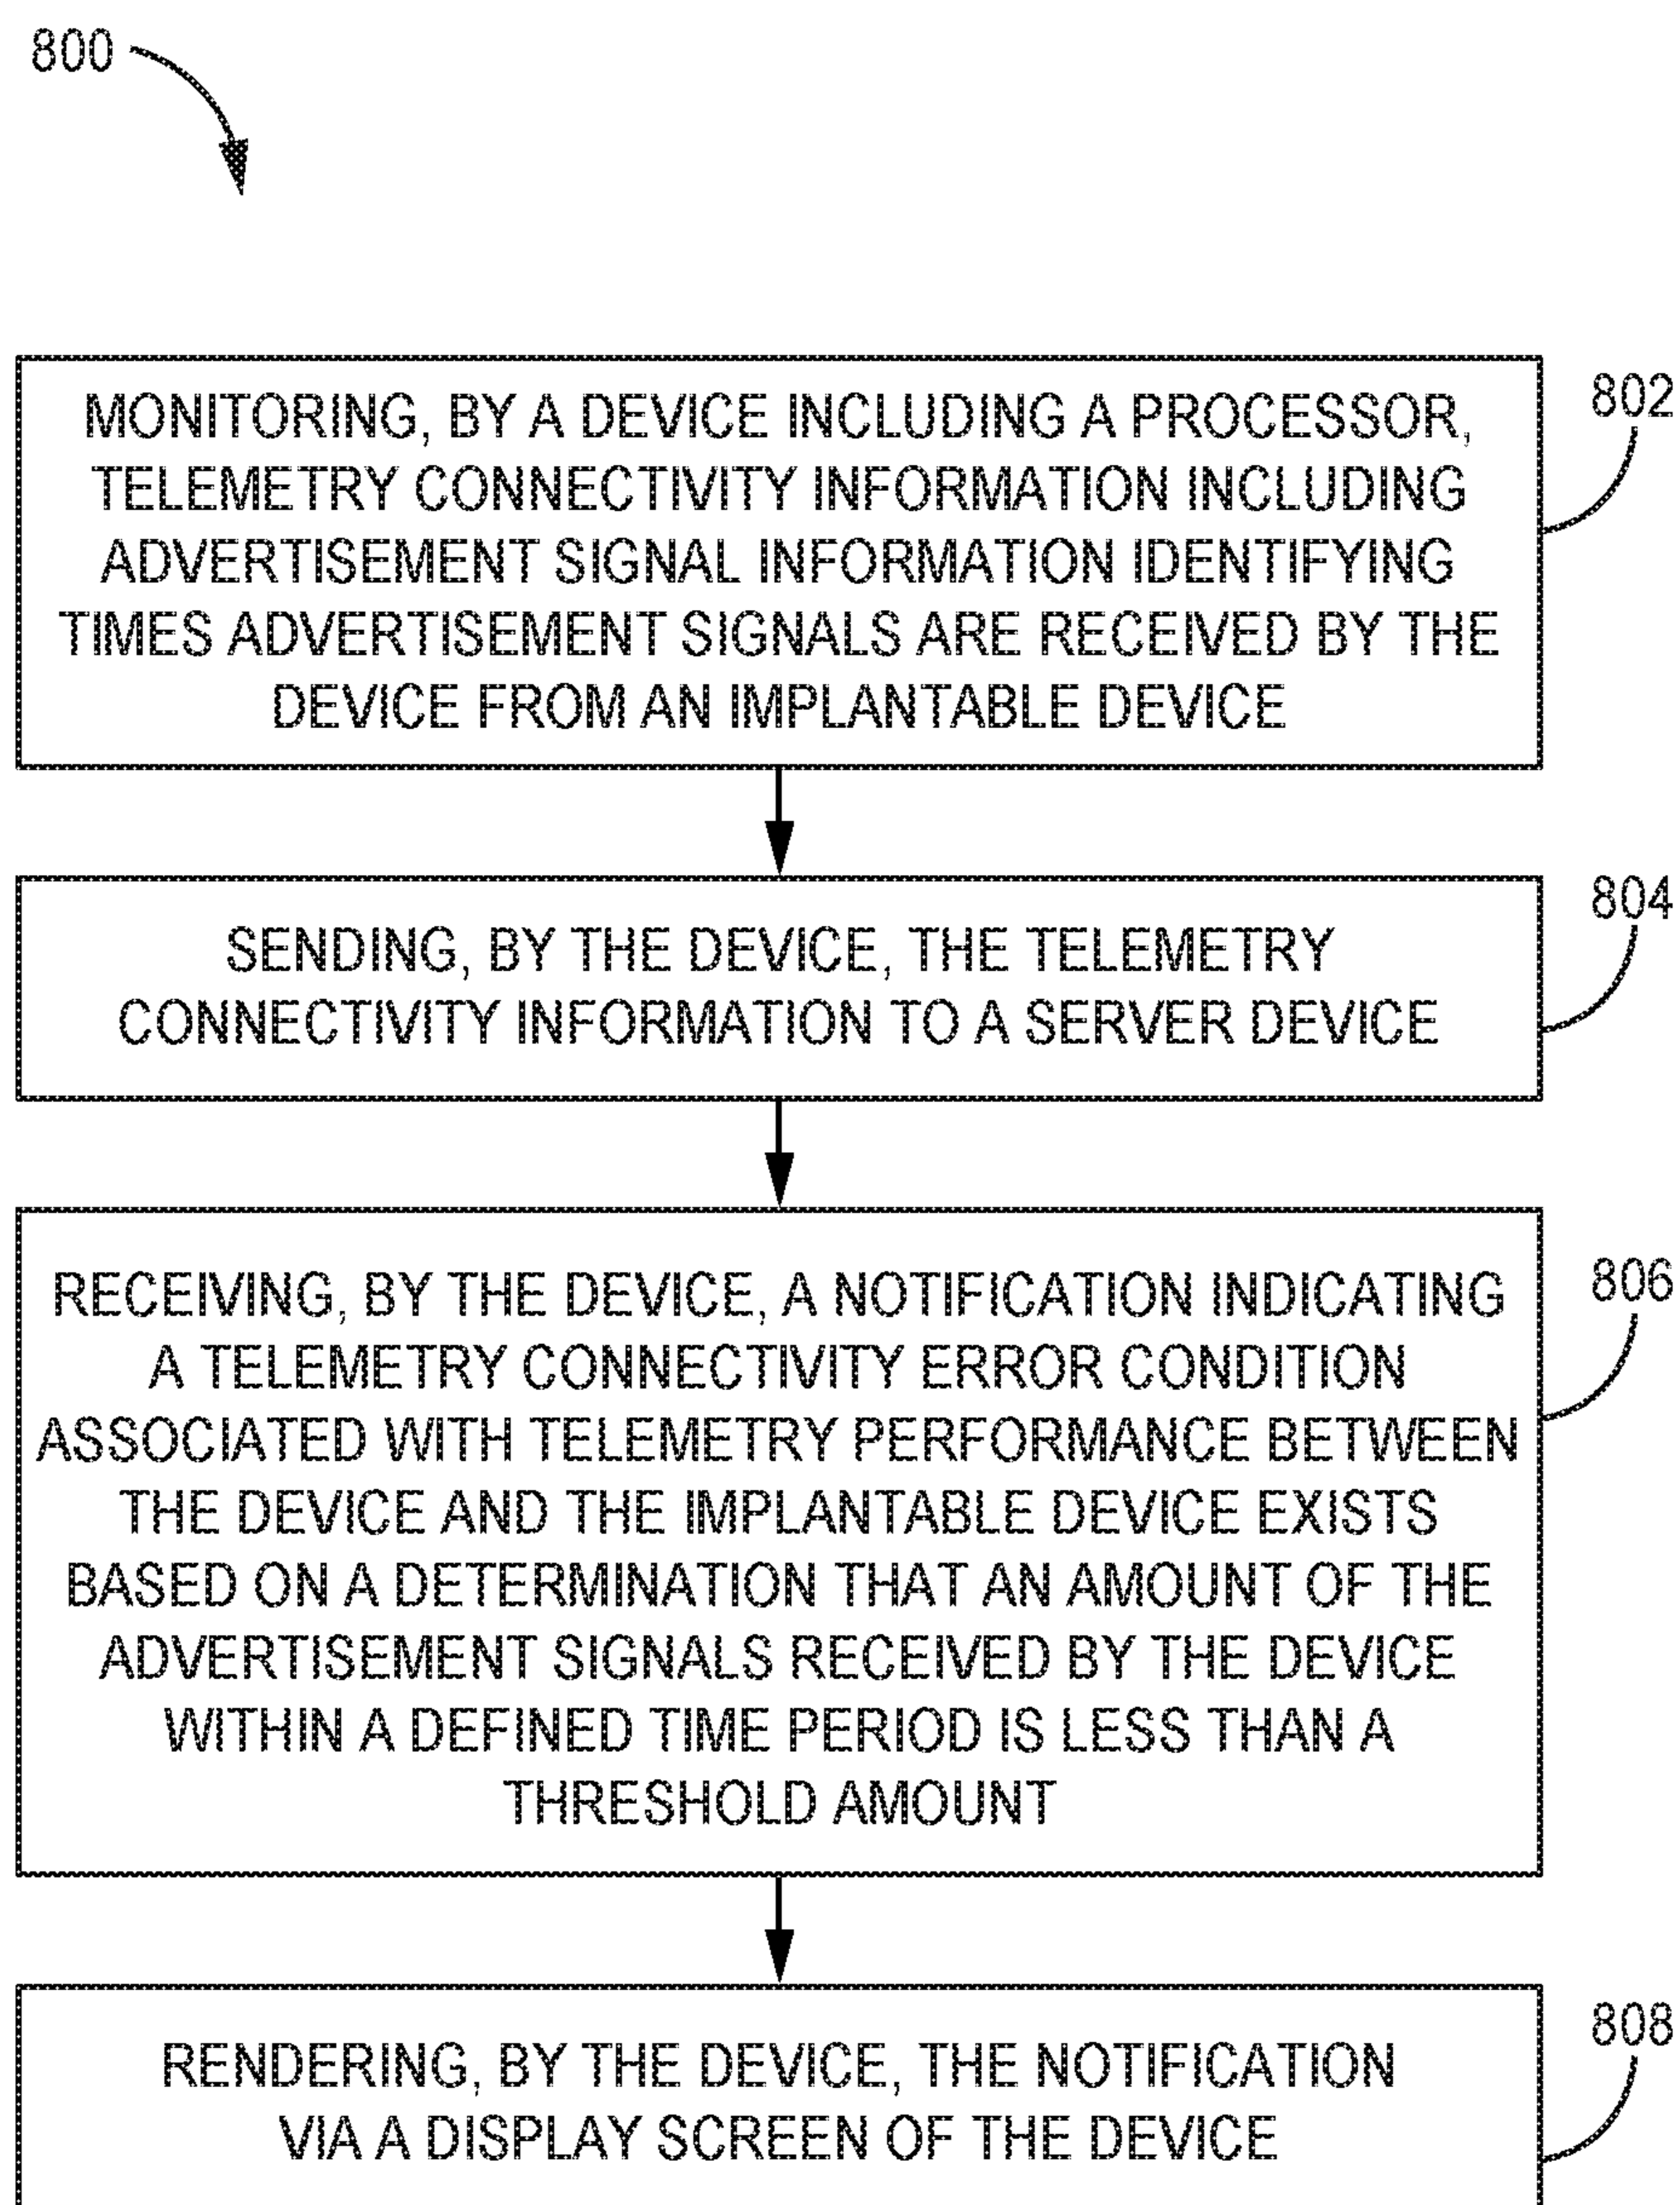 800
MONITORING, BY A DEVICE INCLUDING A PROCESSOR,
TELEMETRY CONNECTIVITY INFORMATION INCLUDING
ADVERTISEMENT SIGNAL INFORMATION IDENTIFYING
TIMES ADVERTISEMENT SIGNALS ARE RECEIVED BY THE
DEVICE FROM AN IMPLANTABLE DEVICE
802
SENDING, BY THE DEVICE, THE TELEMETRY
CONNECTIVITY INFORMATION TO A SERVER DEVICE
804
RECEIVING, BY THE DEVICE, A NOTIFICATION INDICATING
A TELEMETRY CONNECTIVITY ERROR CONDITION
ASSOCIATED WITH TELEMETRY PERFORMANCE BETWEEN
THE DEVICE AND THE IMPLANTABLE DEVICE EXISTS
BASED ON A DETERMINATION THAT AN AMOUNT OF THE
ADVERTISEMENT SIGNALS RECEIVED BY THE DEVICE
WITHIN A DEFINED TIME PERIOD IS LESS THAN A
THRESHOLD AMOUNT
806
RENDERING, BY THE DEVICE, THE NOTIFICATION
VIA A DISPLAY SCREEN OF THE DEVICE
808